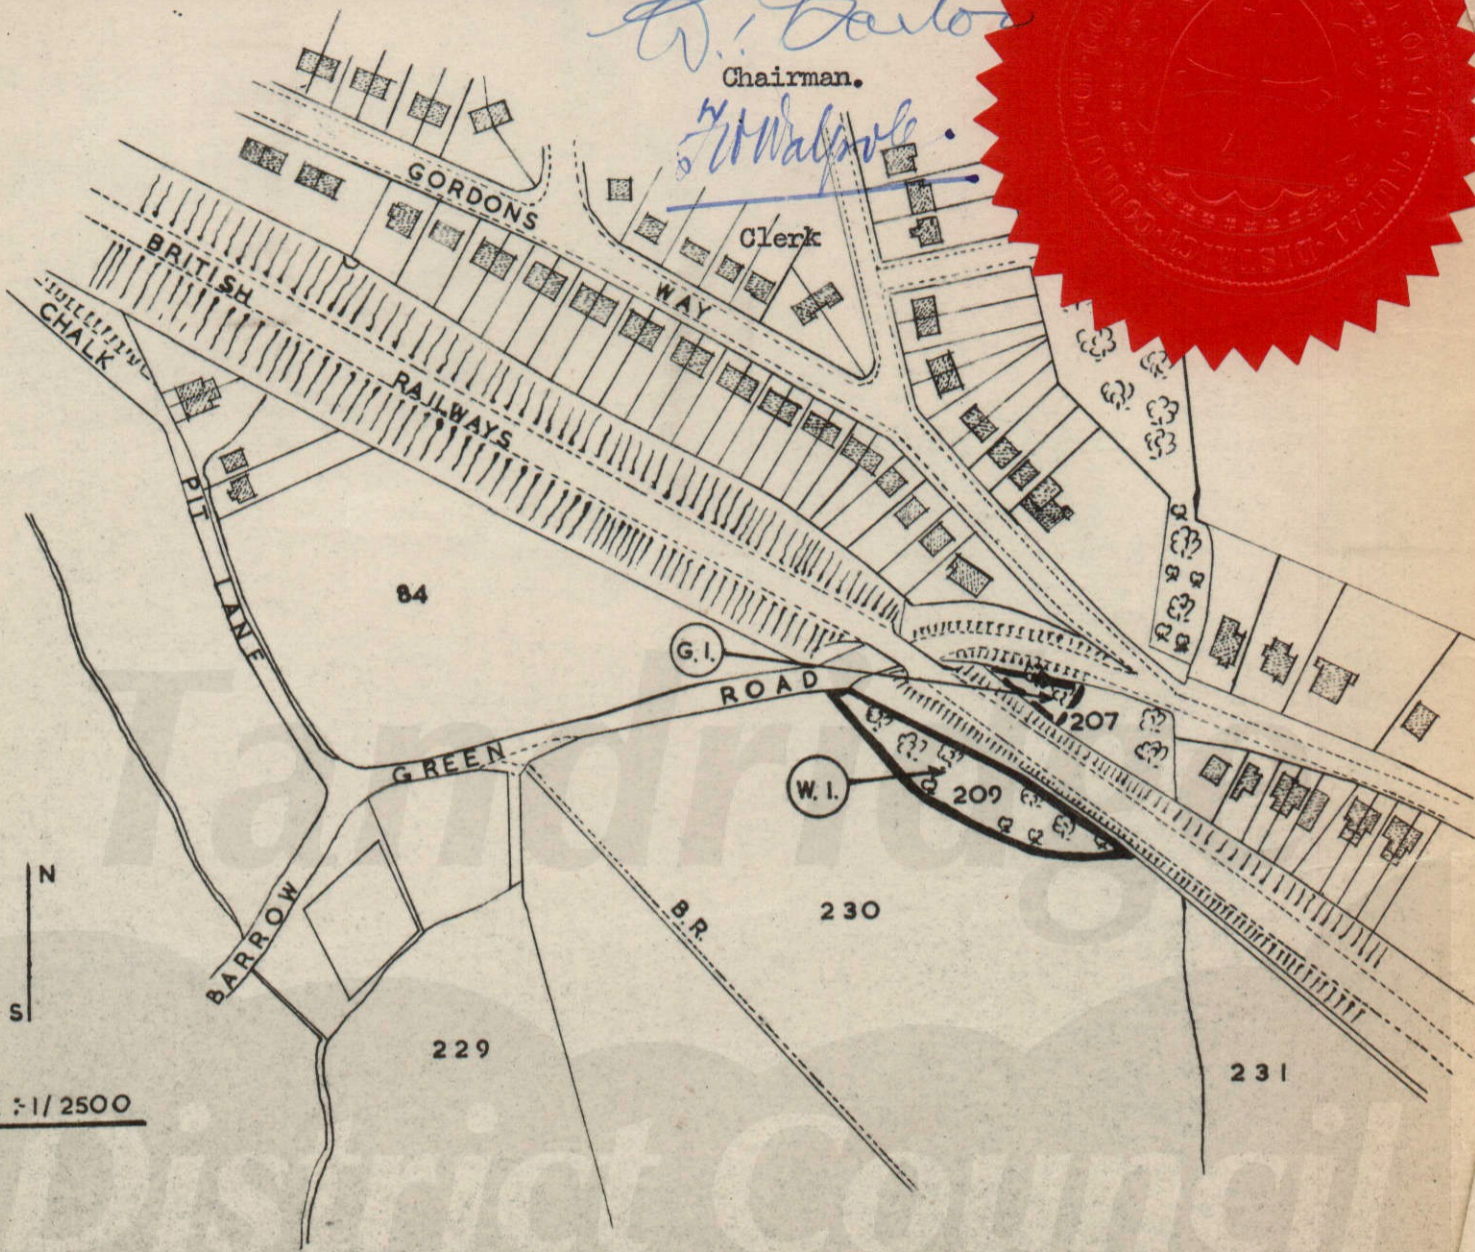 Chairman.
Clerk
GORDONS WAY
BRITISH RAILWAYS
CHALK PIT LANE
84
G.I.
BARROW GREEN ROAD
207
W.I.
209
B.R.
230
N
S
229
231
:-1/2500
Tandridge
District Council